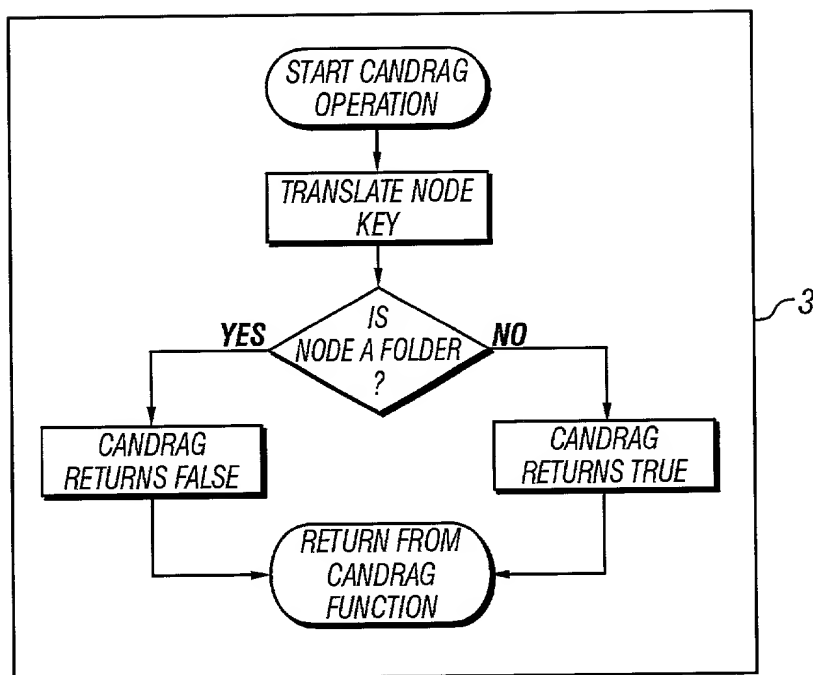 START CANDRAG
OPERATION
TRANSLATE NODE
KEY
IS
NODE A FOLDER
?
YES
NO
CANDRAG
RETURNS FALSE
CANDRAG
RETURNS TRUE
RETURN FROM
CANDRAG
FUNCTION
3